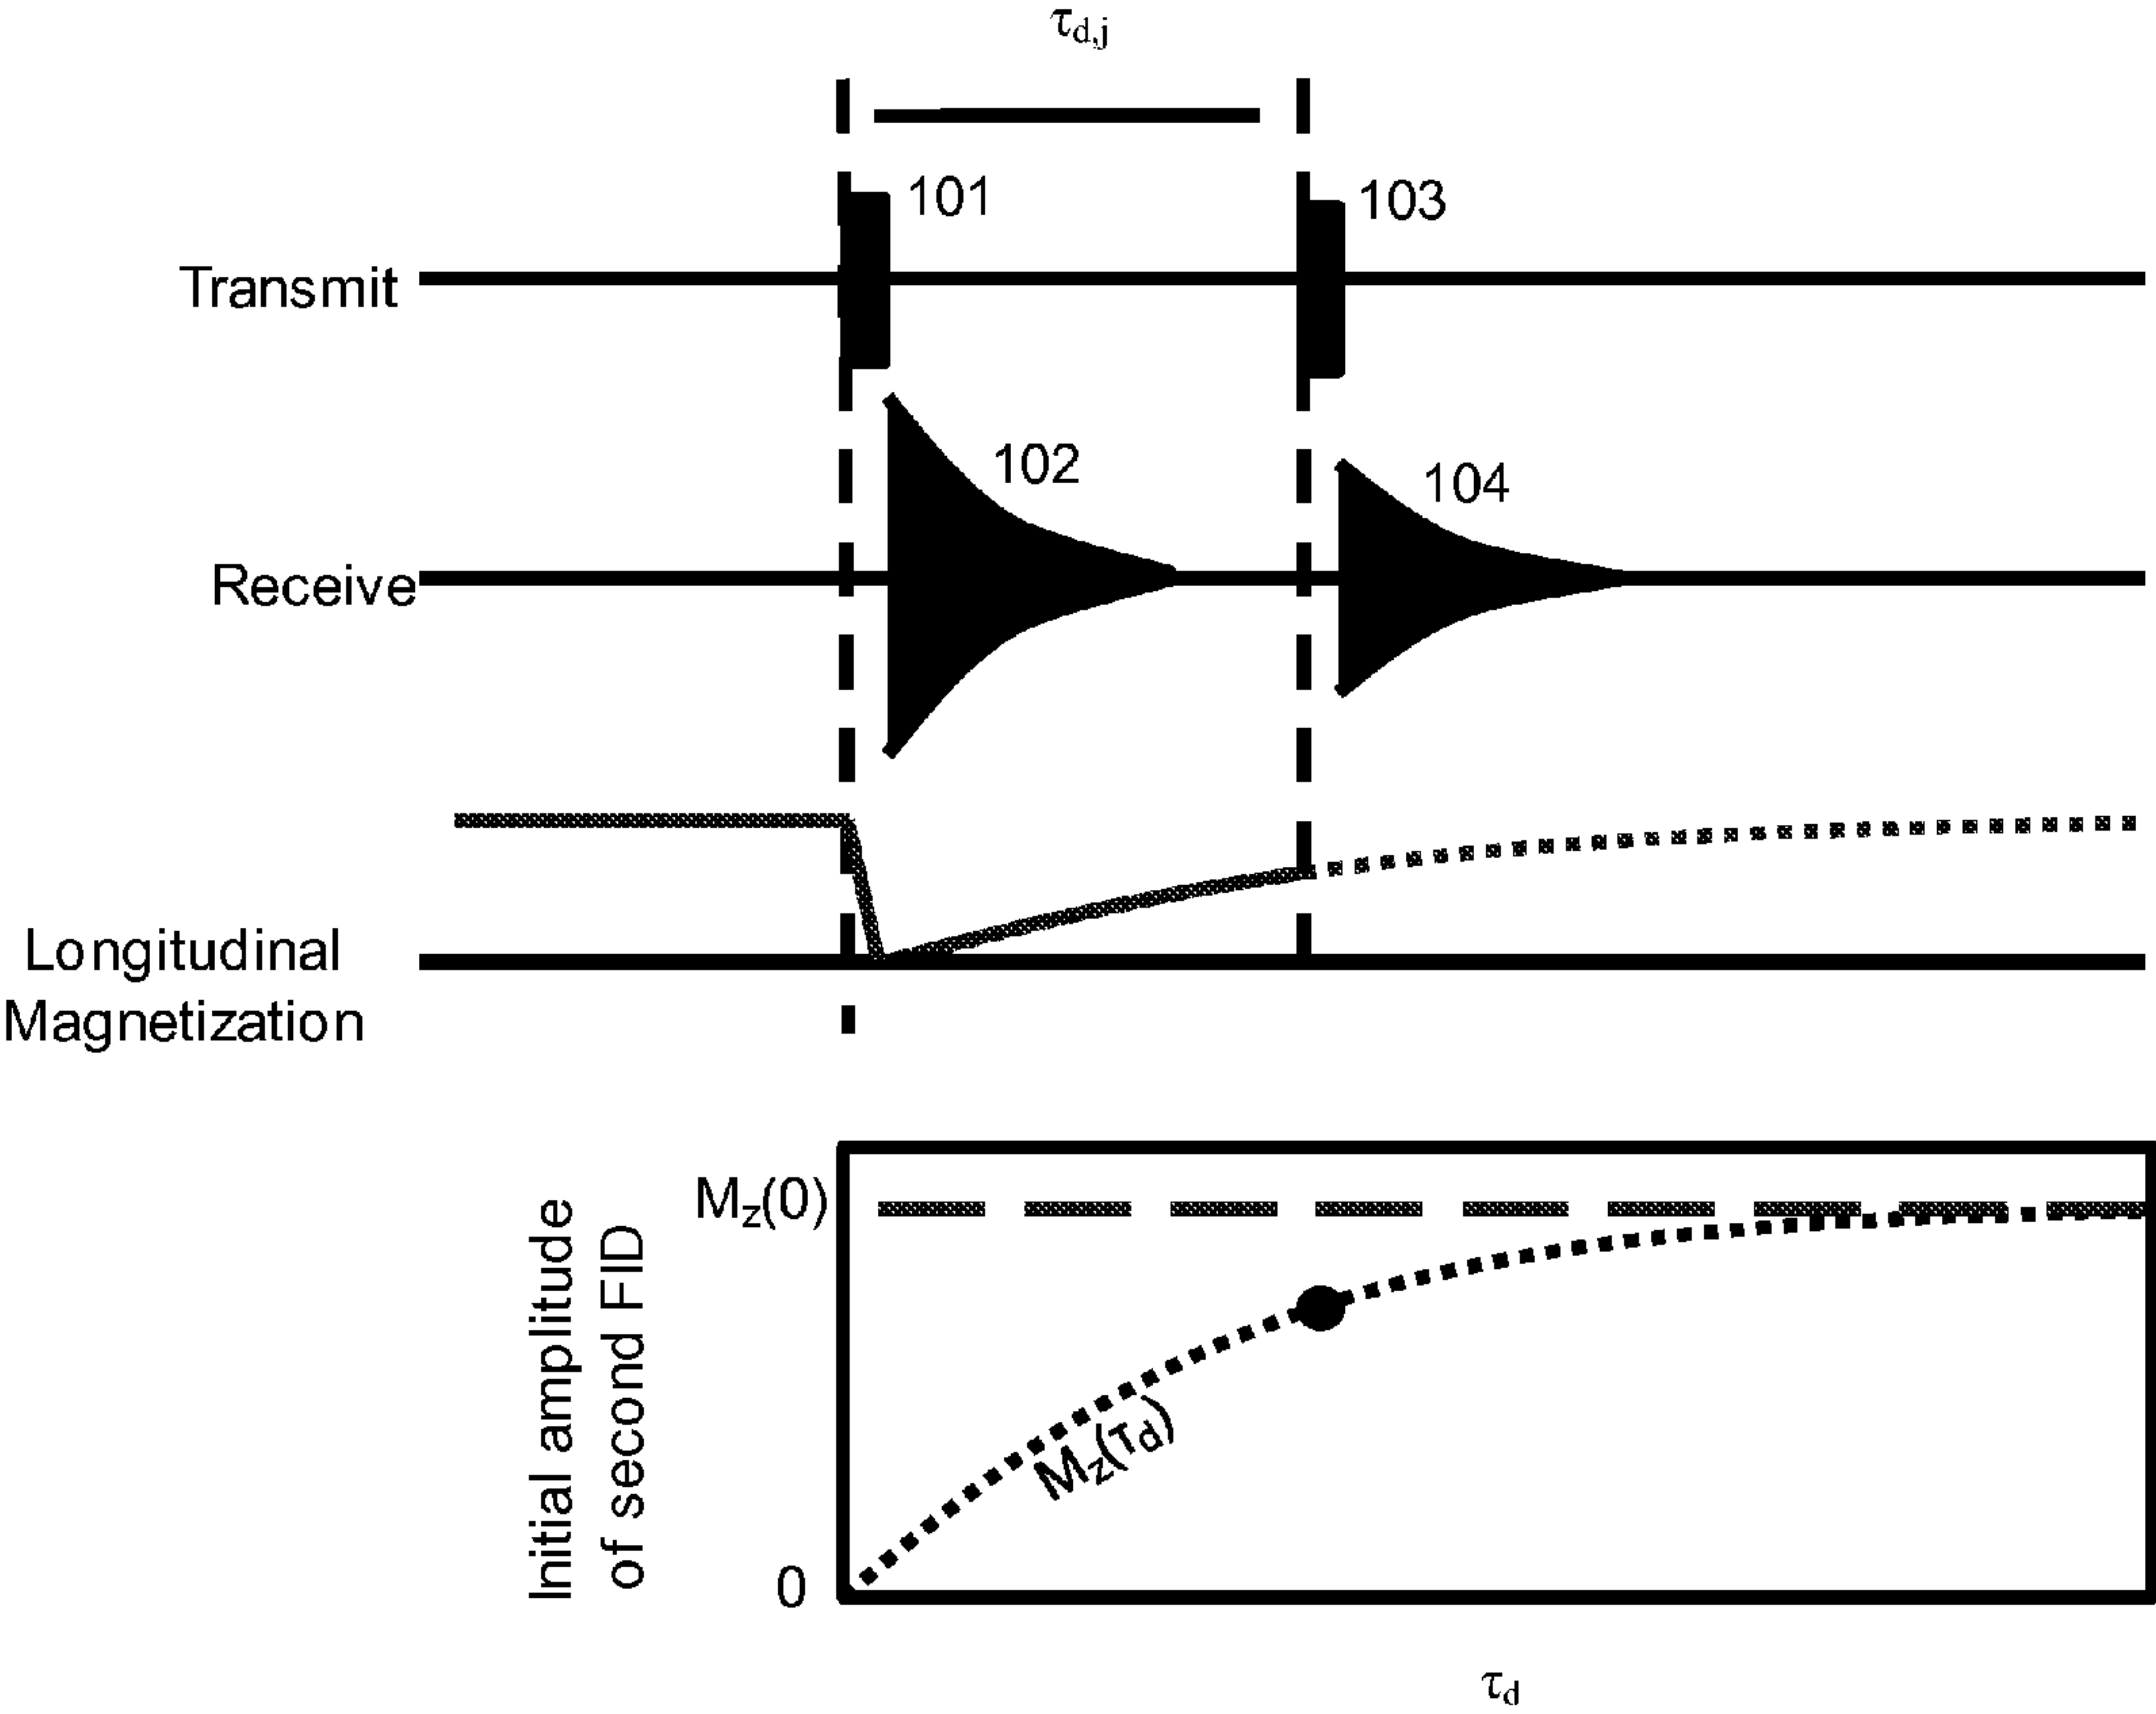 τd,j
101
103
Transmit
102
104
Receive
Longitudinal
Magnetization
Mz(0)
Initial amplitude
of second FID
Mz(τd)
0
τd